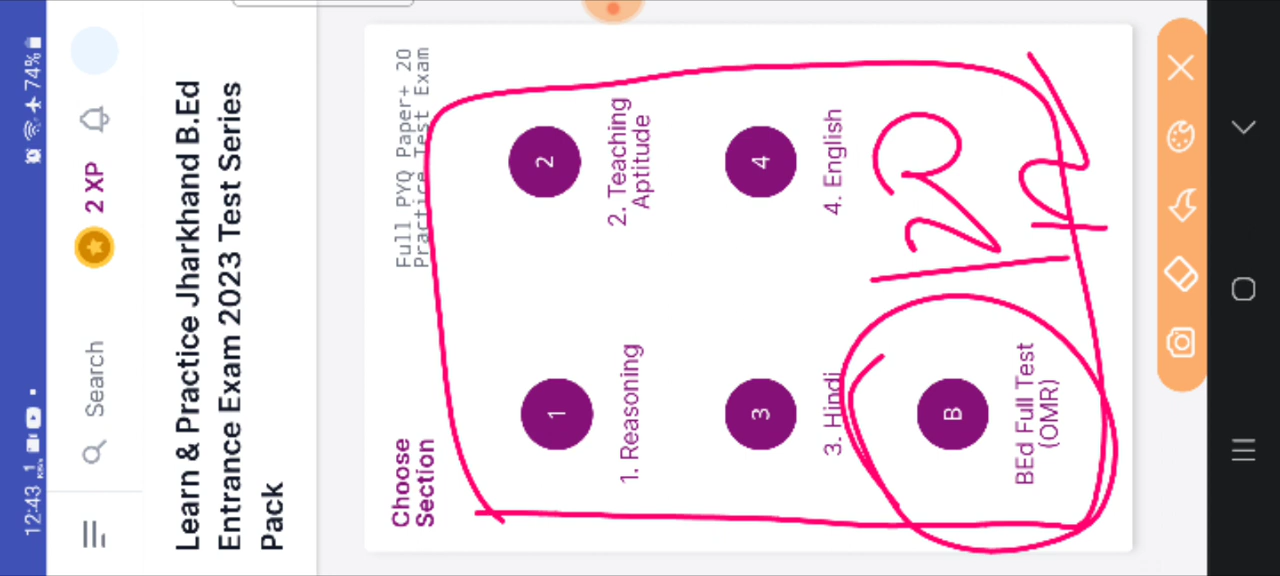 12:43 1 KB/s 74%
Search 2 XP
Learn & Practice Jharkhand B.Ed
Entrance Exam 2023 Test Series
Pack
Choose
Section
Full PYQ Paper+ 20
Practice Test Exam
1
1. Reasoning
2
2. Teaching
Aptitude
3
3. Hindi
4
4. English
B
BEd Full Test
(OMR)